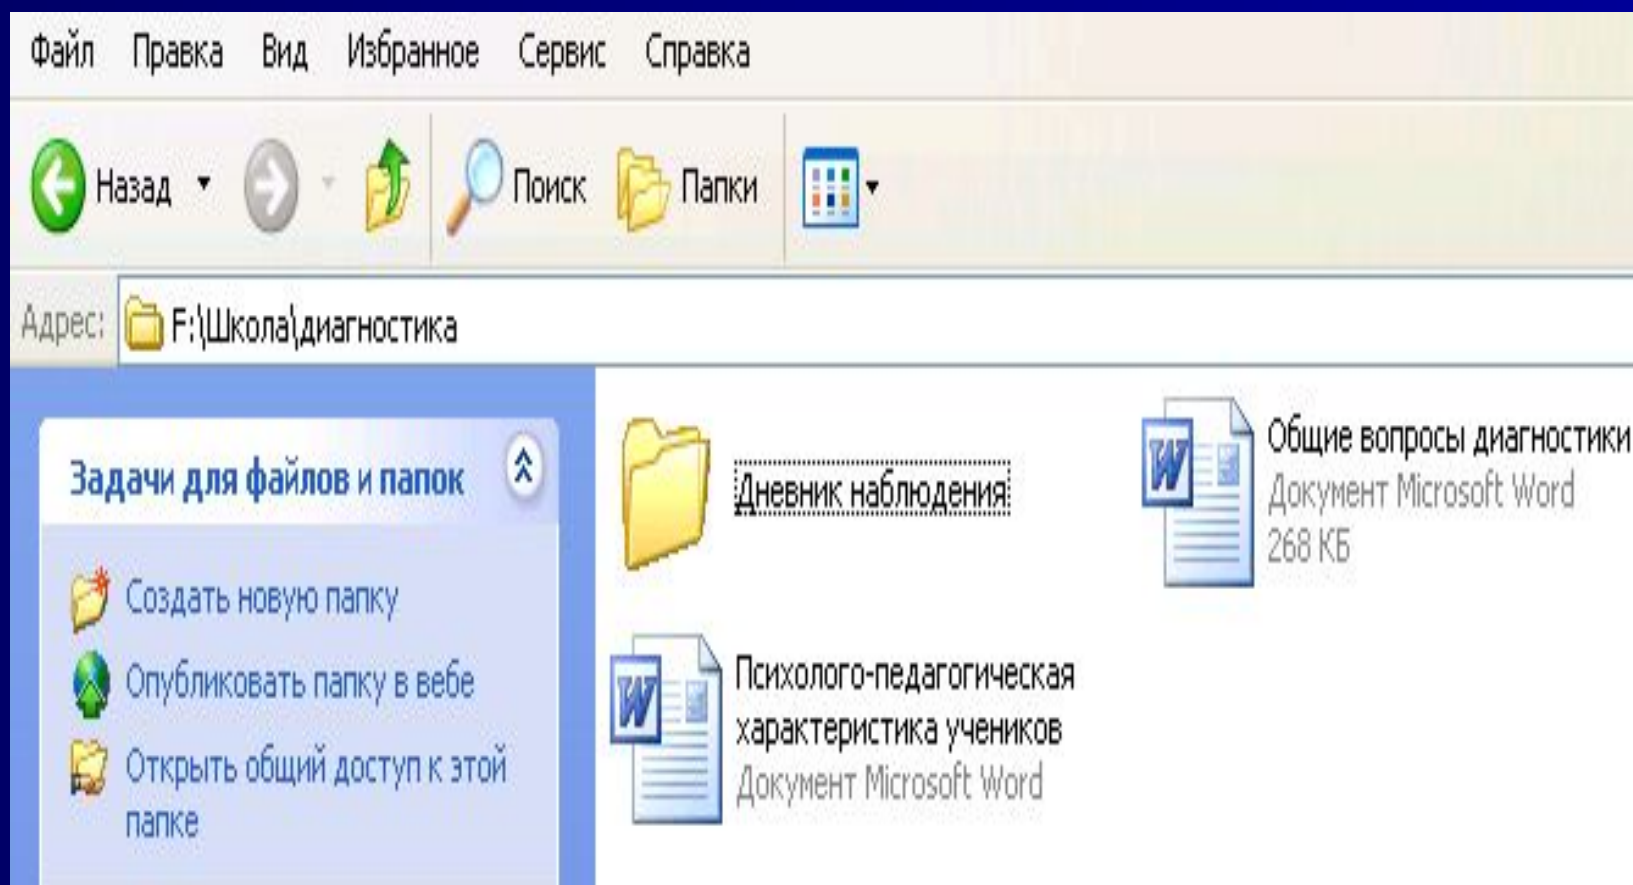 Файл Правка Вид Избранное Сервис Справка
Назад Поиск Папки
Адрес: F:\Школа\диагностика
Задачи для файлов и папок
Создать новую папку
Опубликовать папку в вебе
Открыть общий доступ к этой
папке
Дневник наблюдения
Общие вопросы диагностики
Документ Microsoft Word
268 КБ
Психолого-педагогическая
характеристика учеников
Документ Microsoft Word